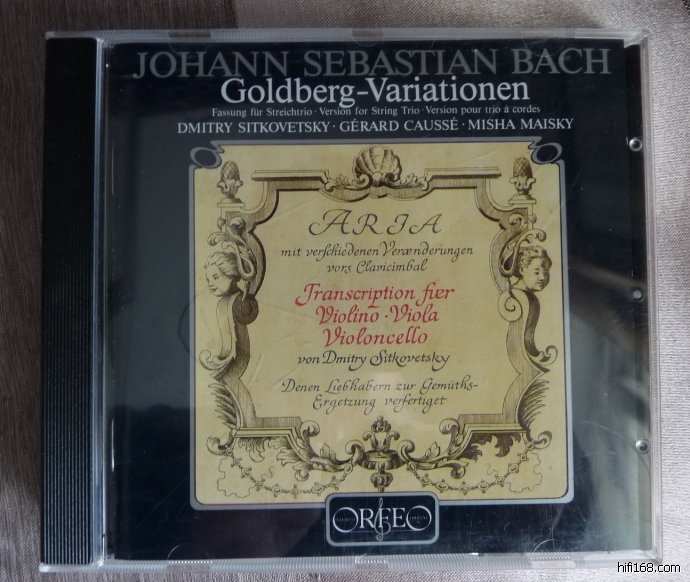 JOHANN SEBASTIAN BACH
Goldberg-Variationen
Fassung für Streichtrio · Version for String Trio · Version pour trio à cordes
DMITRY SITKOVETSKY · GÉRARD CAUSSÉ · MISHA MAISKY
ARIA
mit verschiedenen Verænderungen
vors Clavicimbal
Transcription fuer
Violino · Viola
Violoncello
von Dmitry Sitkovetsky
Denen Liebhabern zur Gemüths-
Ergetzung verfertiget
ORFEO
hifi168.com